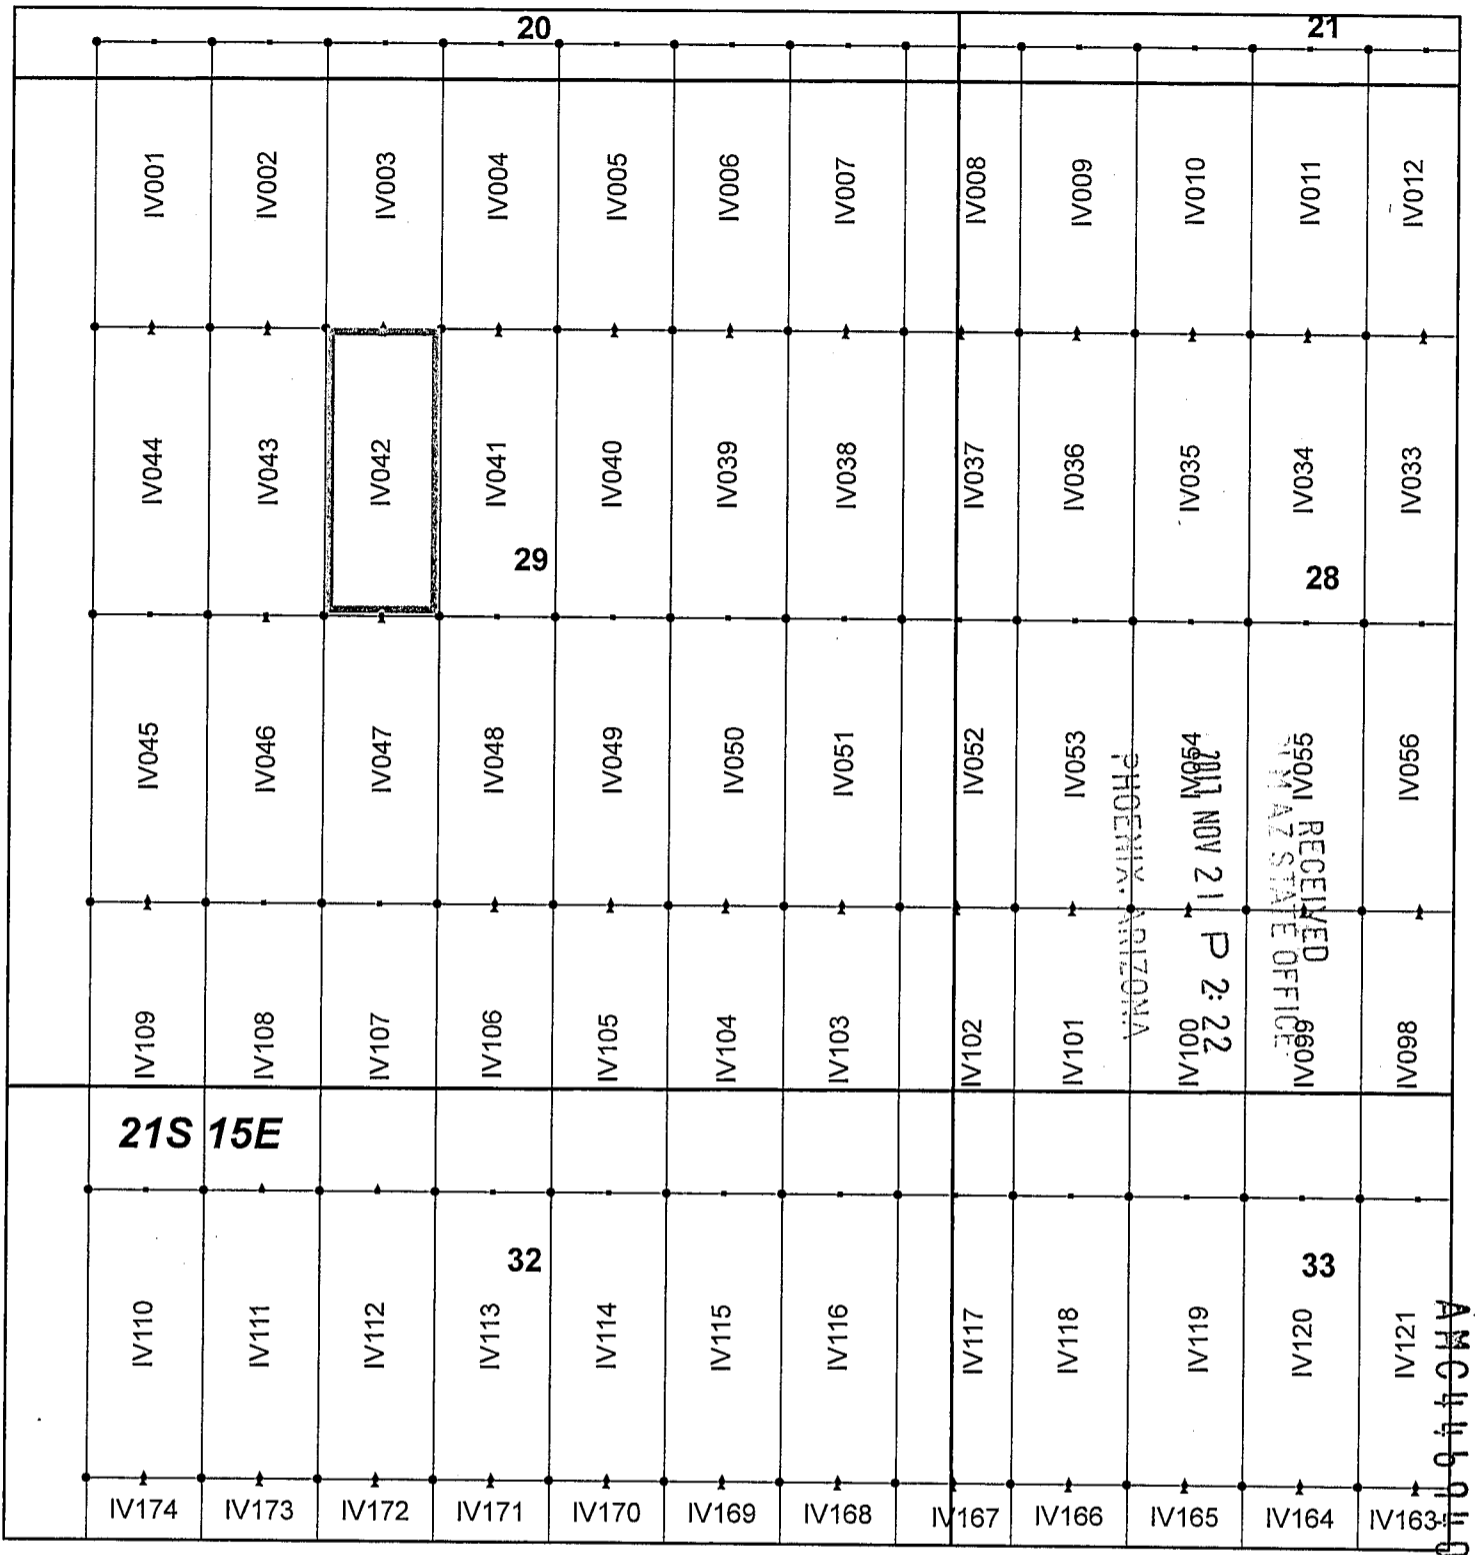 20 21
IV001 IV002 IV003 IV004 IV005 IV006 IV007 IV008 IV009 IV010 IV011 IV012
IV044 IV043 IV042 IV041 IV040 IV039 IV038 IV037 IV036 IV035 IV034 IV033
29 28
IV045 IV046 IV047 IV048 IV049 IV050 IV051 IV052 IV053 IV054 IV055 IV056
RECEIVED
AZ STATE OFFICE
2017 NOV 21 P 2:22
PHOENIX, ARIZONA
IV109 IV108 IV107 IV106 IV105 IV104 IV103 IV102 IV101 IV100 IV099 IV098
21S 15E
32 33
IV110 IV111 IV112 IV113 IV114 IV115 IV116 IV117 IV118 IV119 IV120 IV121
IV174 IV173 IV172 IV171 IV170 IV169 IV168 IV167 IV166 IV165 IV164 IV163